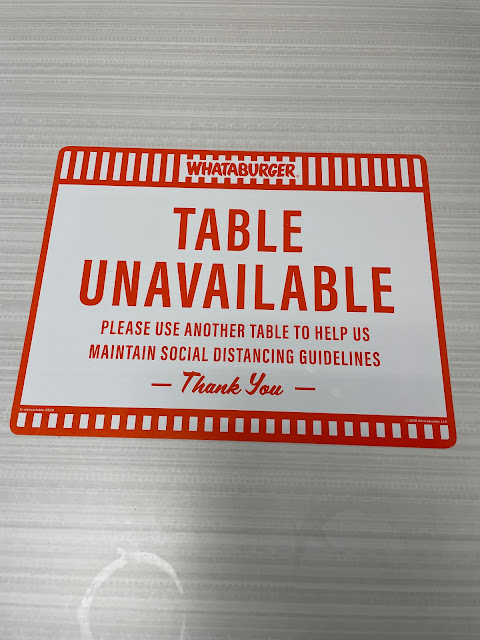 WHATABURGER
TABLE
UNAVAILABLE
PLEASE USE ANOTHER TABLE TO HELP US
MAINTAIN SOCIAL DISTANCING GUIDELINES
— Thank You —